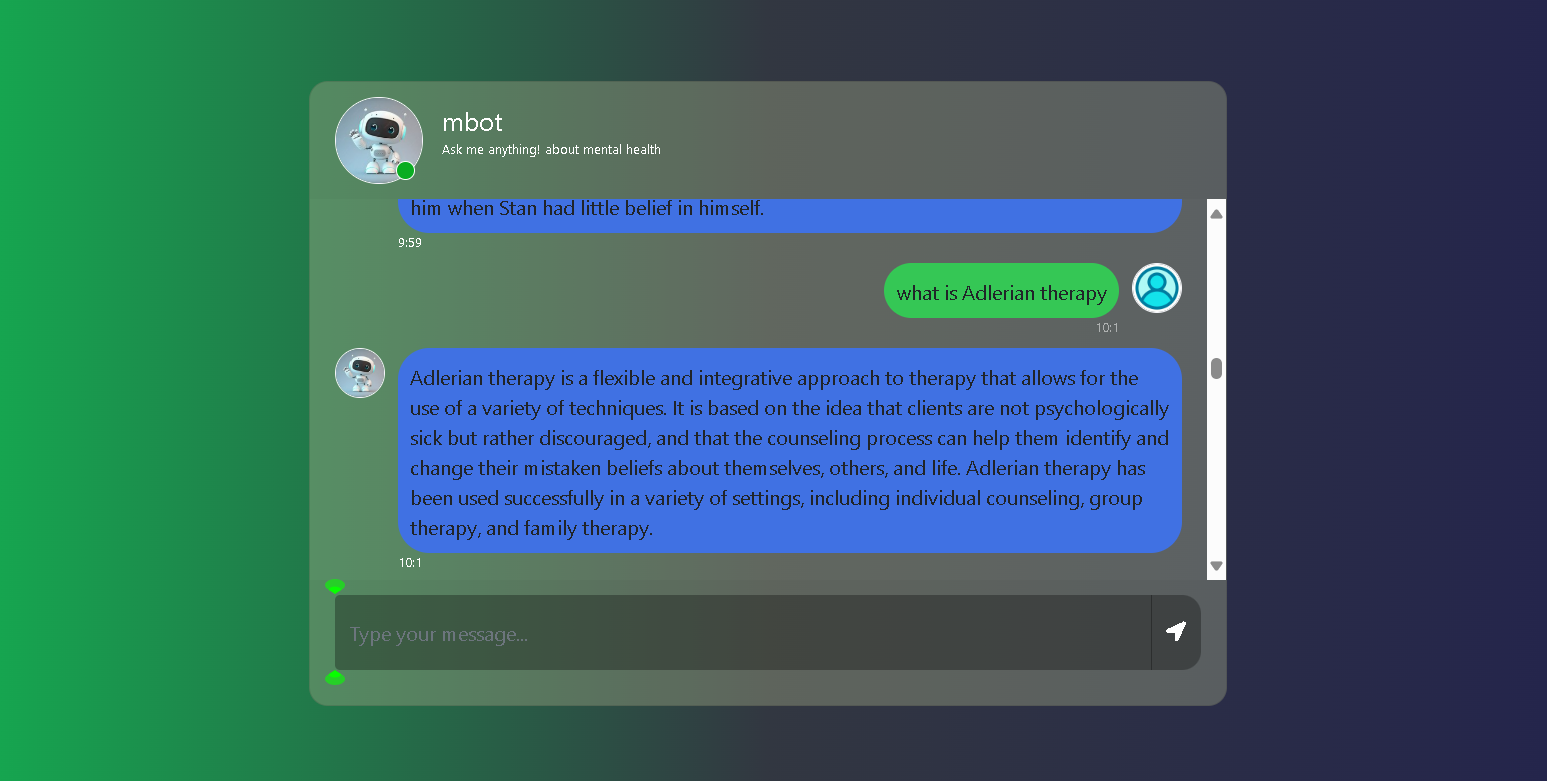 mbot
Ask me anything! about mental health
him when Stan had little belief in himself.
9:59
what is Adlerian therapy
10:1
Adlerian therapy is a flexible and integrative approach to therapy that allows for the
use of a variety of techniques. It is based on the idea that clients are not psychologically
sick but rather discouraged, and that the counseling process can help them identify and
change their mistaken beliefs about themselves, others, and life. Adlerian therapy has
been used successfully in a variety of settings, including individual counseling, group
therapy, and family therapy.
10:1
Type your message...